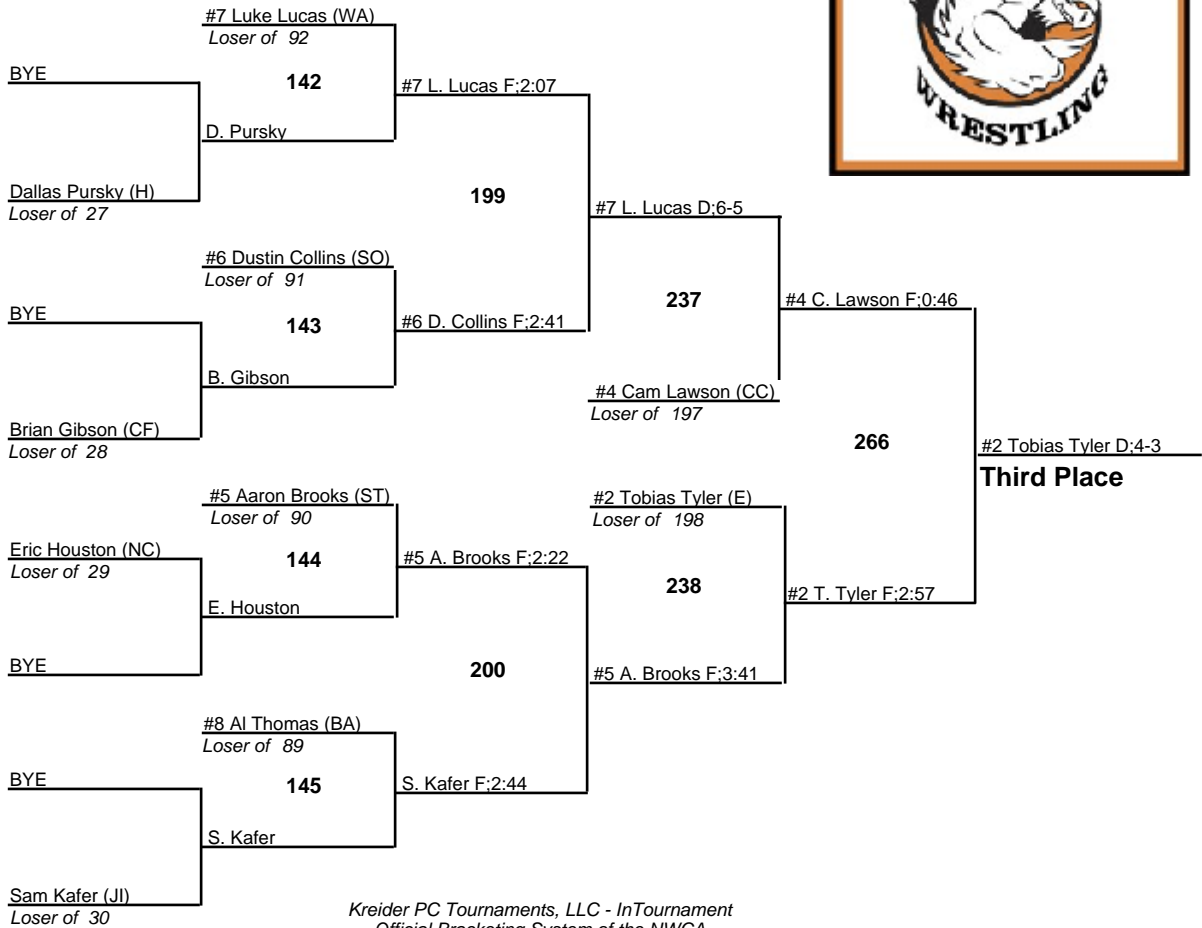 #7 Luke Lucas (WA)
Loser of 92
BYE
142
#7 L. Lucas F;2:07
D. Pursky
Dallas Pursky (H)
Loser of 27
199
#7 L. Lucas D;6-5
#6 Dustin Collins (SO)
Loser of 91
BYE
143
#6 D. Collins F;2:41
237
#4 C. Lawson F;0:46
B. Gibson
#4 Cam Lawson (CC)
Loser of 197
Brian Gibson (CF)
Loser of 28
266
#2 Tobias Tyler D;4-3
Third Place
#5 Aaron Brooks (ST)
Loser of 90
#2 Tobias Tyler (E)
Loser of 198
Eric Houston (NC)
Loser of 29
144
#5 A. Brooks F;2:22
238
#2 T. Tyler F;2:57
E. Houston
BYE
200
#5 A. Brooks F;3:41
#8 Al Thomas (BA)
Loser of 89
BYE
145
S. Kafer F;2:44
S. Kafer
Sam Kafer (JI)
Loser of 30
Kreider PC Tournaments, LLC - InTournament
Official Bracketing System of the NWCA
WRESTLING